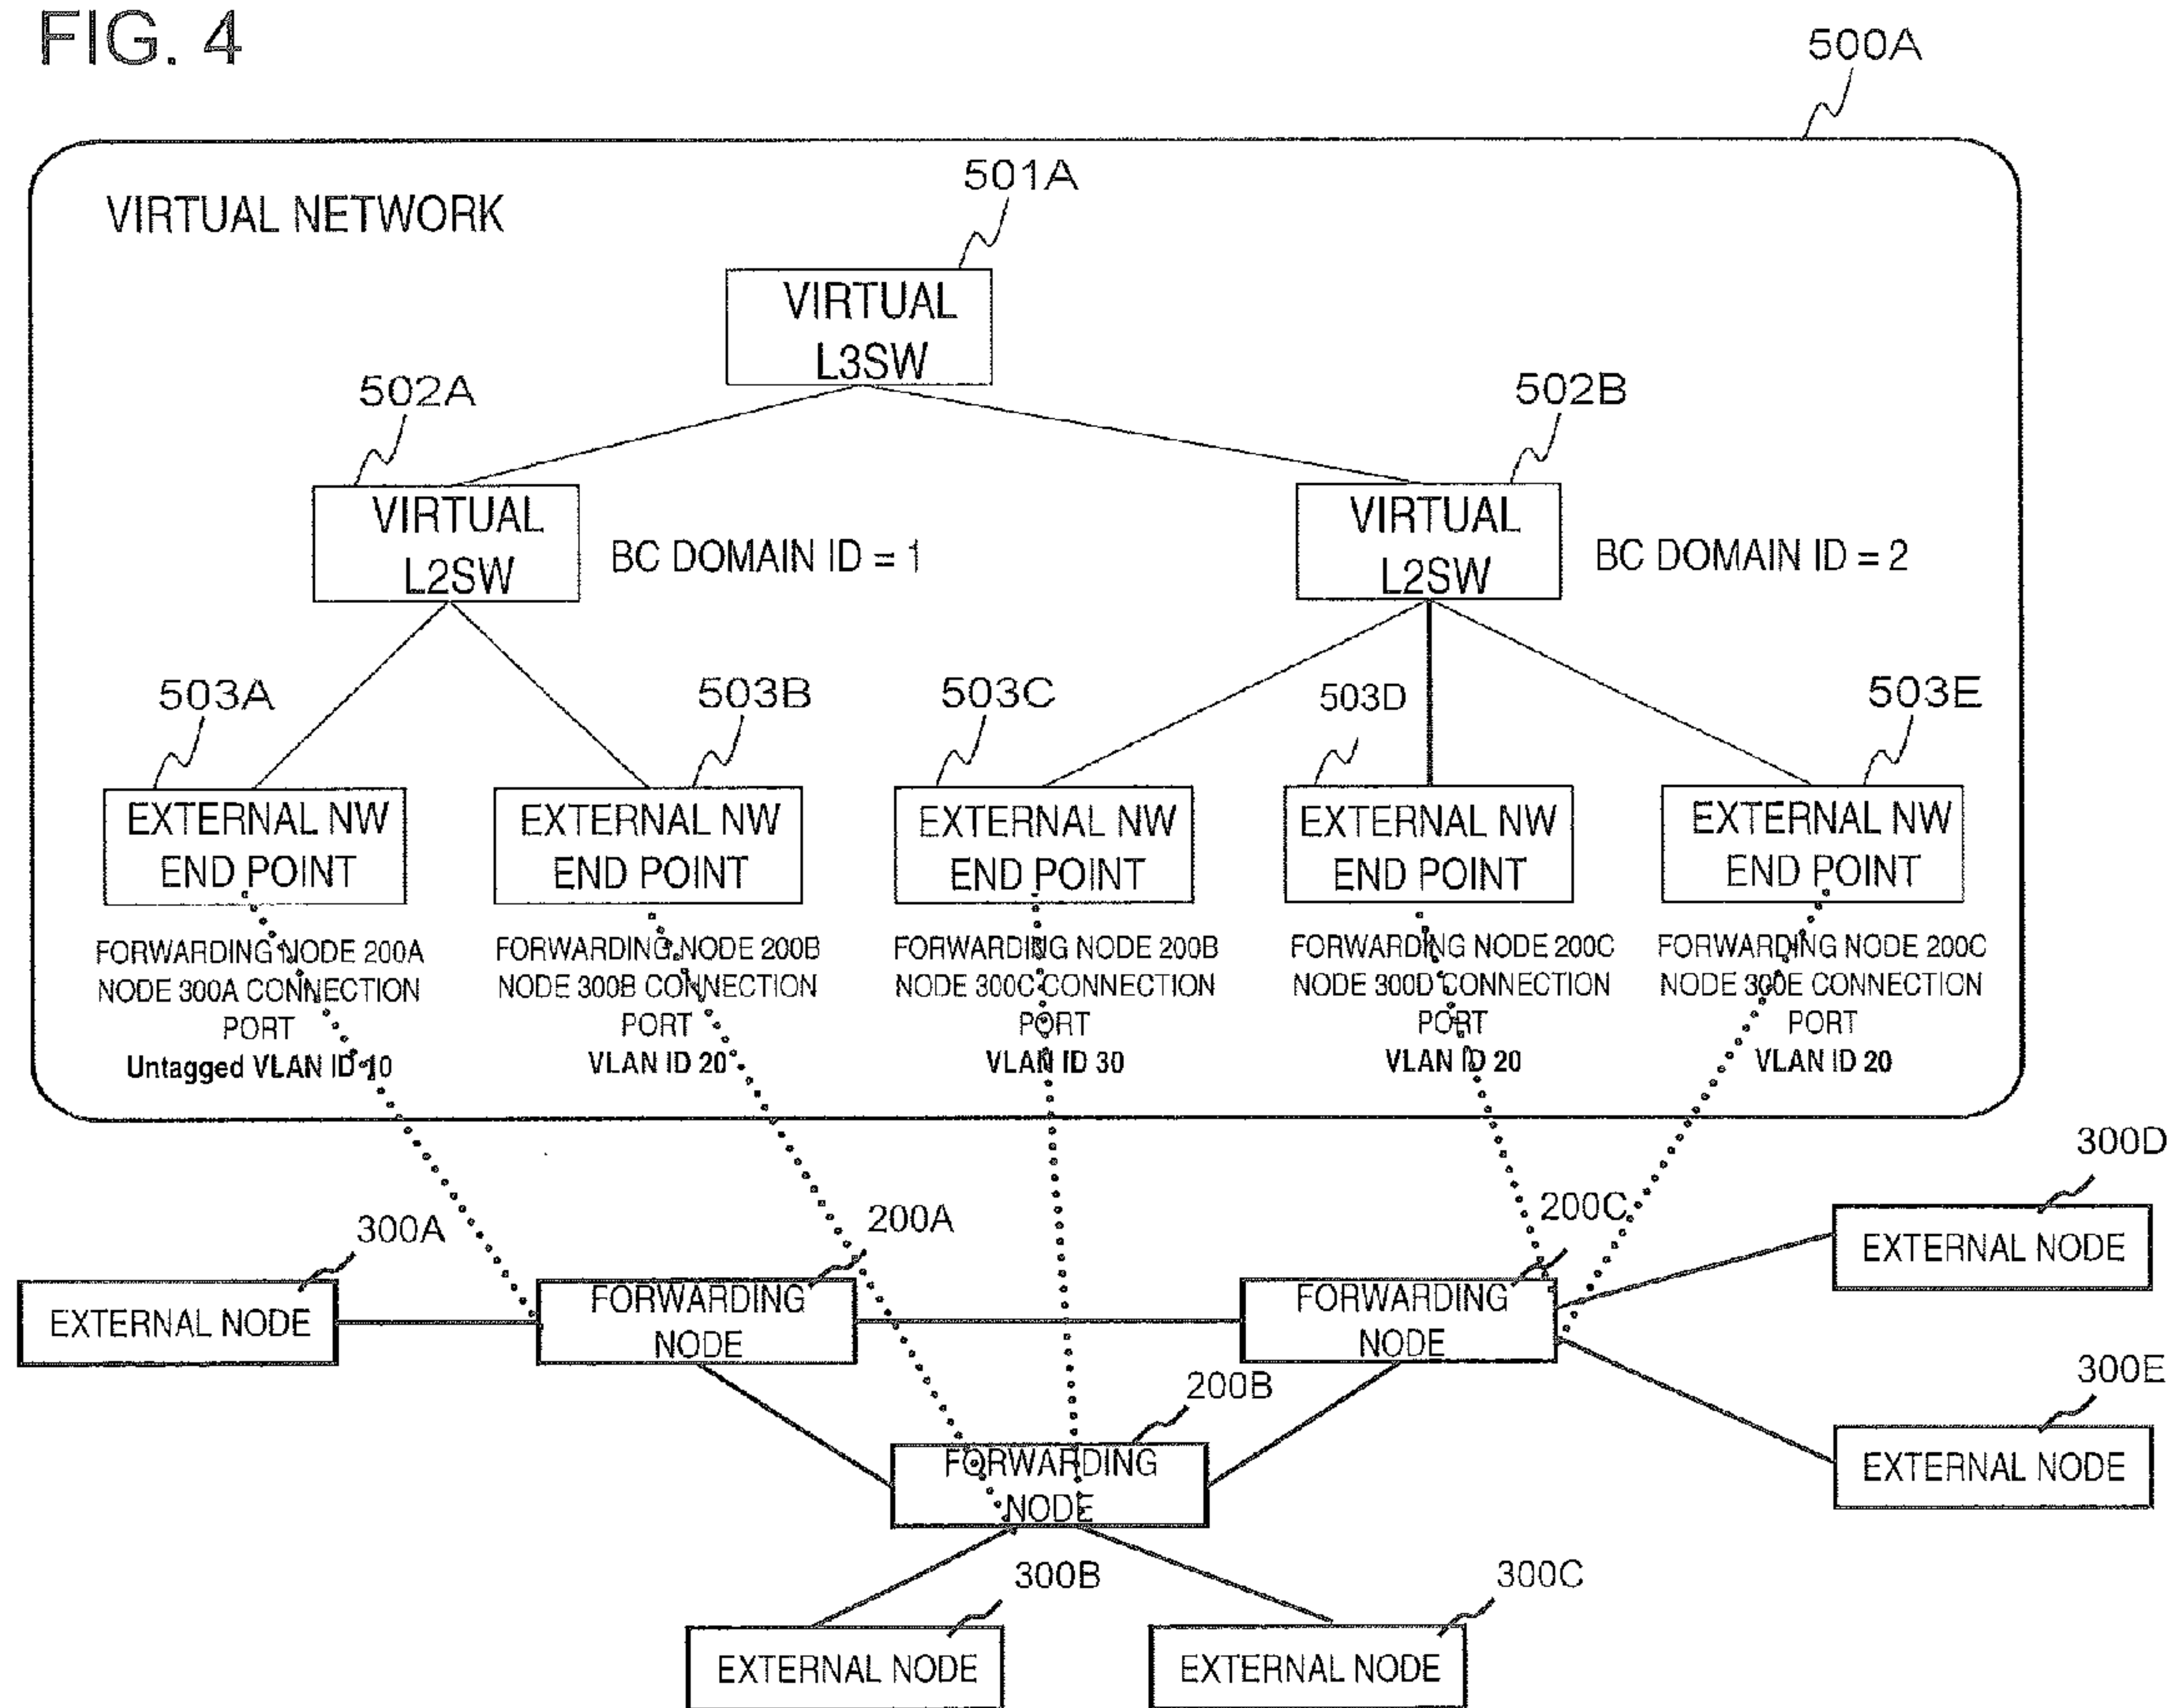 FIG. 4
500A
VIRTUAL NETWORK
501A
VIRTUAL
L3SW
502A
502B
VIRTUAL
L2SW
BC DOMAIN ID = 1
VIRTUAL
L2SW
BC DOMAIN ID = 2
503A
503B
503C
503D
503E
EXTERNAL NW
END POINT
EXTERNAL NW
END POINT
EXTERNAL NW
END POINT
EXTERNAL NW
END POINT
EXTERNAL NW
END POINT
FORWARDING NODE 200A
NODE 300A CONNECTION
PORT
Untagged VLAN ID 10
FORWARDING NODE 200B
NODE 300B CONNECTION
PORT
VLAN ID 20
FORWARDING NODE 200B
NODE 300C CONNECTION
PORT
VLAN ID 30
FORWARDING NODE 200C
NODE 300D CONNECTION
PORT
VLAN ID 20
FORWARDING NODE 200C
NODE 300E CONNECTION
PORT
VLAN ID 20
300A
200A
200C
300D
EXTERNAL NODE
FORWARDING
NODE
FORWARDING
NODE
EXTERNAL NODE
200B
300E
FORWARDING
NODE
EXTERNAL NODE
300B
300C
EXTERNAL NODE
EXTERNAL NODE